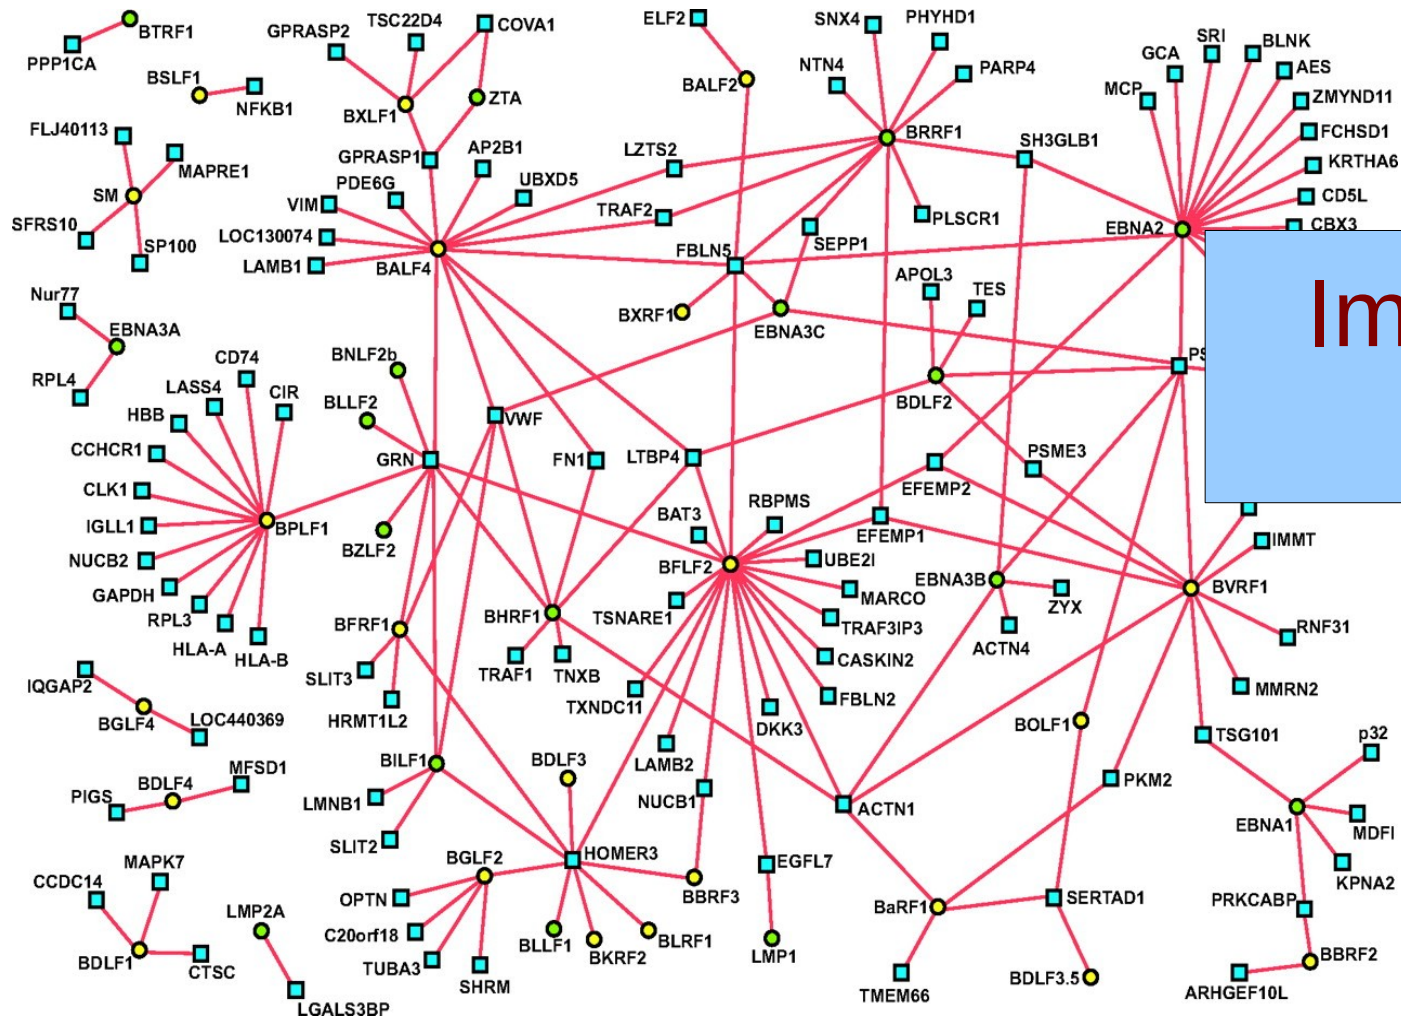 BTRF1
PPP1CA
BSLF1
NFKB1
FLJ40113
MAPRE1
SM
SFRS10
SP100
Nur77
EBNA3A
RPL4
GPRASP2
TSC22D4
COVA1
BXLF1
ZTA
GPRASP1
AP2B1
PDE6G
UBXD5
VIM
LOC130074
LAMB1
BALF4
ELF2
BALF2
LZTS2
TRAF2
FBLN5
BXRF1
EBNA3C
SEPP1
SNX4
PHYHD1
NTN4
PARP4
BRRF1
PLSCR1
SH3GLB1
APOL3
TES
BDLF2
MCP
GCA
SRI
BLNK
AES
ZMYND11
FCHSD1
KRTHA6
CD5L
CBX3
EBNA2
Im
PS
BNLF2b
BLLF2
GRN
VWF
FN1
LTBP4
BZLF2
CD74
LASS4
CIR
HBB
CCHCR1
CLK1
IGLL1
NUCB2
GAPDH
RPL3
HLA-A
HLA-B
BPLF1
PSME3
EFEMP2
EFEMP1
RBPMS
BAT3
BFLF2
UBE2I
MARCO
TSNARE1
TRAF3IP3
CASKIN2
FBLN2
DKK3
TXNDC11
LAMB2
NUCB1
EBNA3B
ZYX
ACTN4
IMMT
BVRF1
RNF31
MMRN2
BFRF1
SLIT3
HRMT1L2
BHRF1
TRAF1
TNXB
IQGAP2
BGLF4
LOC440369
BDLF4
MFSD1
PIGS
BILF1
LMNB1
SLIT2
BDLF3
HOMER3
BGLF2
OPTN
C20orf18
TUBA3
SHRM
BLLF1
BKRF2
BLRF1
BBRF3
EGFL7
LMP1
ACTN1
BOLF1
PKM2
TSG101
p32
EBNA1
MDFI
KPNA2
PRKCABP
BBRF2
ARHGEF10L
BaRF1
SERTAD1
TMEM66
BDLF3.5
MAPK7
CCDC14
BDLF1
CTSC
LMP2A
LGALS3BP